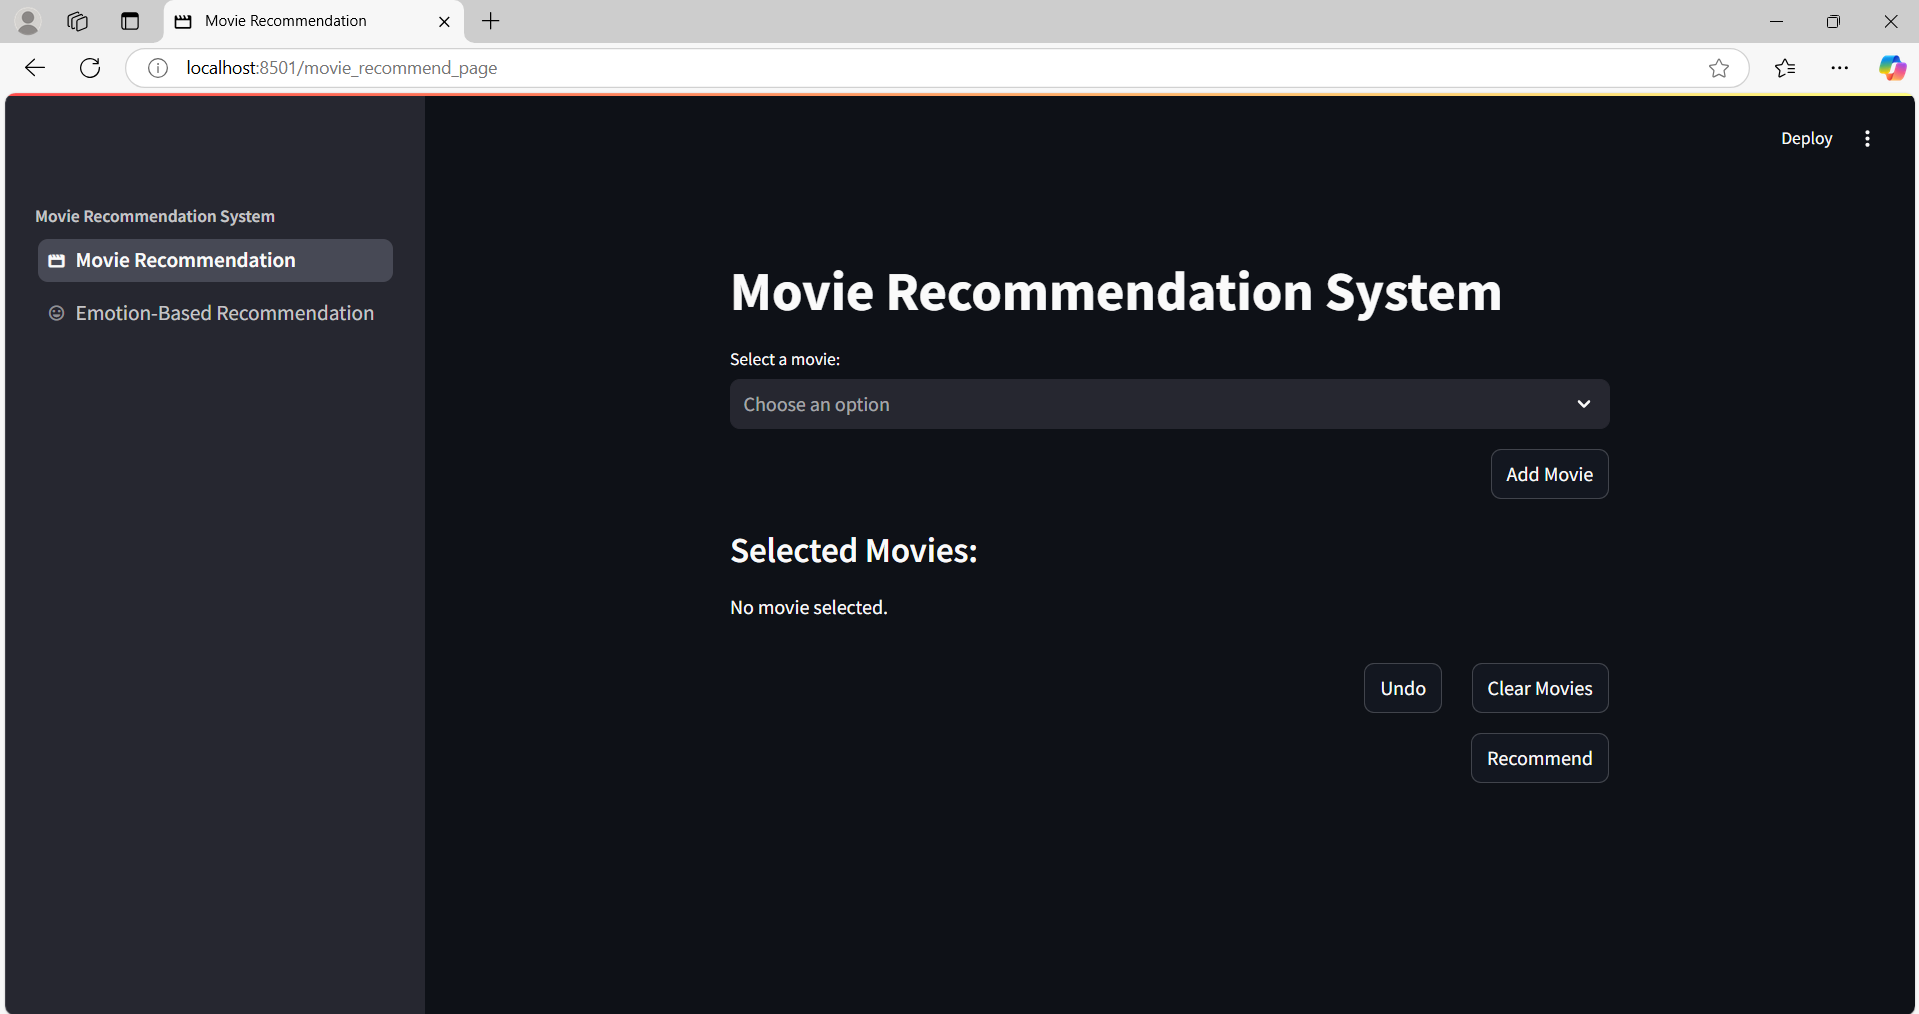 Movie Recommendation
localhost:8501/movie_recommend_page
Deploy
Movie Recommendation System
Movie Recommendation
Emotion-Based Recommendation
Movie Recommendation System
Select a movie:
Choose an option
Add Movie
Selected Movies:
No movie selected.
Undo
Clear Movies
Recommend